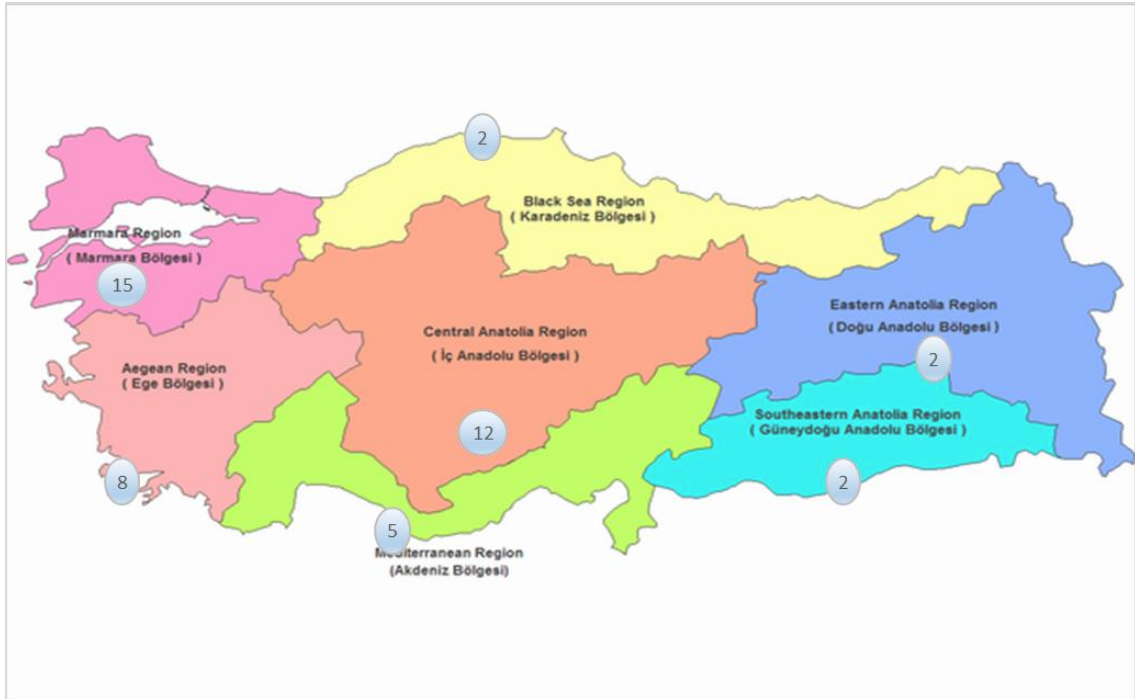 2
Black Sea Region
( Karadeniz Bölgesi )
Marmara Region
( Marmara Bölgesi )
15
Eastern Anatolia Region
( Doğu Anadolu Bölgesi )
Central Anatolia Region
( İç Anadolu Bölgesi )
Aegean Region
( Ege Bölgesi )
2
Southeastern Anatolia Region
( Güneydoğu Anadolu Bölgesi )
12
8
2
5
Mediterranean Region
(Akdeniz Bölgesi)